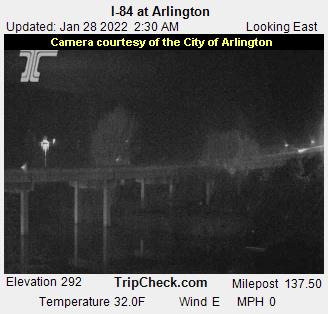 I-84 at Arlington
Updated: Jan 28 2022 2:30 AM Looking East
Camera courtesy of the City of Arlington
Elevation 292 TripCheck.com Milepost 137.50
Temperature 32.0F Wind E MPH 0